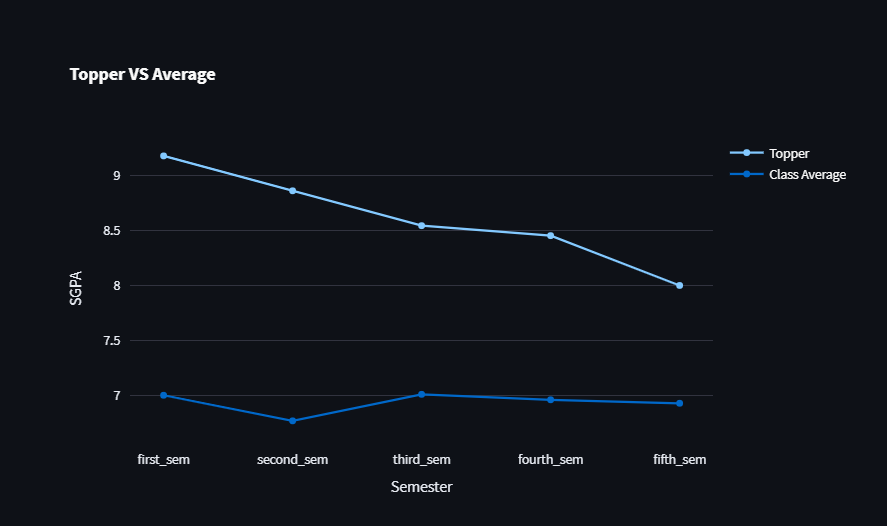 Topper VS Average
Topper
Class Average
9
8.5
8
7.5
7
SGPA
first_sem second_sem third_sem fourth_sem fifth_sem
Semester